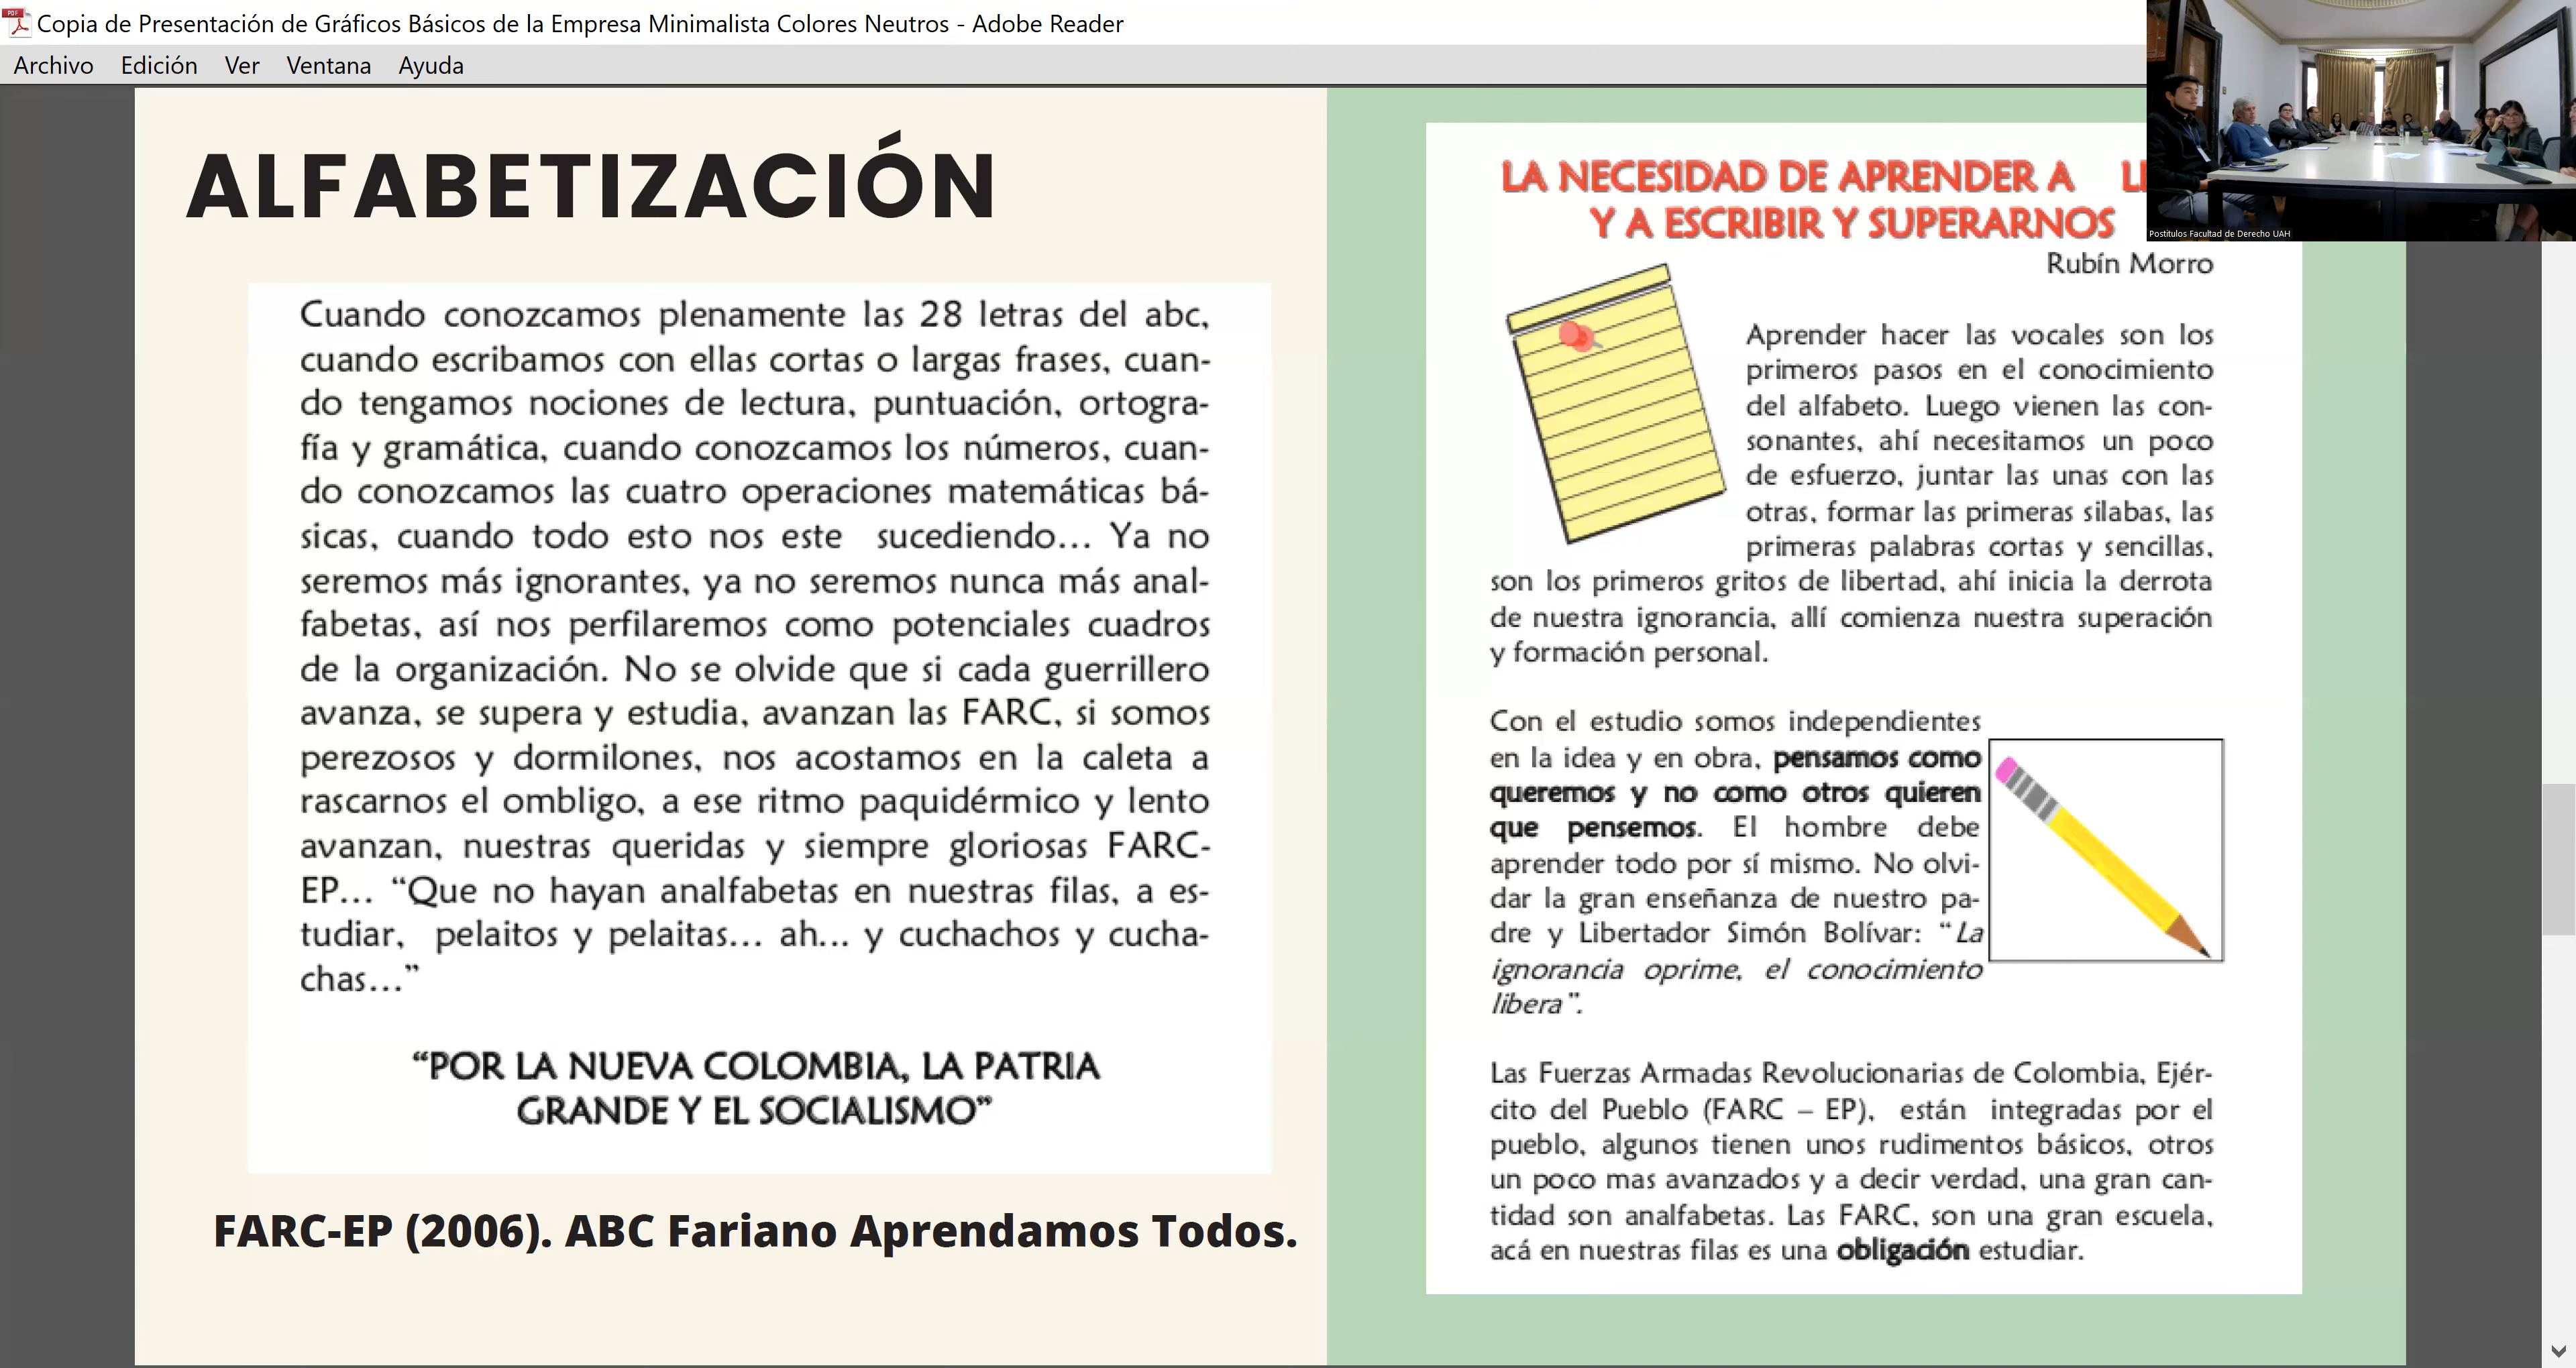 Copia de Presentación de Gráficos Básicos de la Empresa Minimalista Colores Neutros - Adobe Reader
Archivo Edición Ver Ventana Ayuda
Postítulos Facultad de Derecho UAH
ALFABETIZACIÓN
Cuando conozcamos plenamente las 28 letras del abc,
cuando escribamos con ellas cortas o largas frases, cuan-
do tengamos nociones de lectura, puntuación, ortogra-
fía y gramática, cuando conozcamos los números, cuan-
do conozcamos las cuatro operaciones matemáticas bá-
sicas, cuando todo esto nos este sucediendo... Ya no
seremos más ignorantes, ya no seremos nunca más anal-
fabetas, así nos perfilaremos como potenciales cuadros
de la organización. No se olvide que si cada guerrillero
avanza, se supera y estudia, avanzan las FARC, si somos
perezosos y dormilones, nos acostamos en la caleta a
rascarnos el ombligo, a ese ritmo paquidérmico y lento
avanzan, nuestras queridas y siempre gloriosas FARC-
EP... “Que no hayan analfabetas en nuestras filas, a es-
tudiar, pelaitos y pelaitas... ah... y cuchachos y cucha-
chas...”
“POR LA NUEVA COLOMBIA, LA PATRIA
GRANDE Y EL SOCIALISMO”
FARC-EP (2006). ABC Fariano Aprendamos Todos.
LA NECESIDAD DE APRENDER A
Y A ESCRIBIR Y SUPERARNOS
Rubín Morro
Aprender hacer las vocales son los
primeros pasos en el conocimiento
del alfabeto. Luego vienen las con-
sonantes, ahí necesitamos un poco
de esfuerzo, juntar las unas con las
otras, formar las primeras silabas, las
primeras palabras cortas y sencillas,
son los primeros gritos de libertad, ahí inicia la derrota
de nuestra ignorancia, allí comienza nuestra superación
y formación personal.
Con el estudio somos independientes
en la idea y en obra, pensamos como
queremos y no como otros quieren
que pensemos. El hombre debe
aprender todo por sí mismo. No olvi-
dar la gran enseñanza de nuestro pa-
dre y Libertador Simón Bolívar: “La
ignorancia oprime, el conocimiento
libera”.
Las Fuerzas Armadas Revolucionarias de Colombia, Ejér-
cito del Pueblo (FARC – EP), están integradas por el
pueblo, algunos tienen unos rudimentos básicos, otros
un poco mas avanzados y a decir verdad, una gran can-
tidad son analfabetas. Las FARC, son una gran escuela,
acá en nuestras filas es una obligación estudiar.